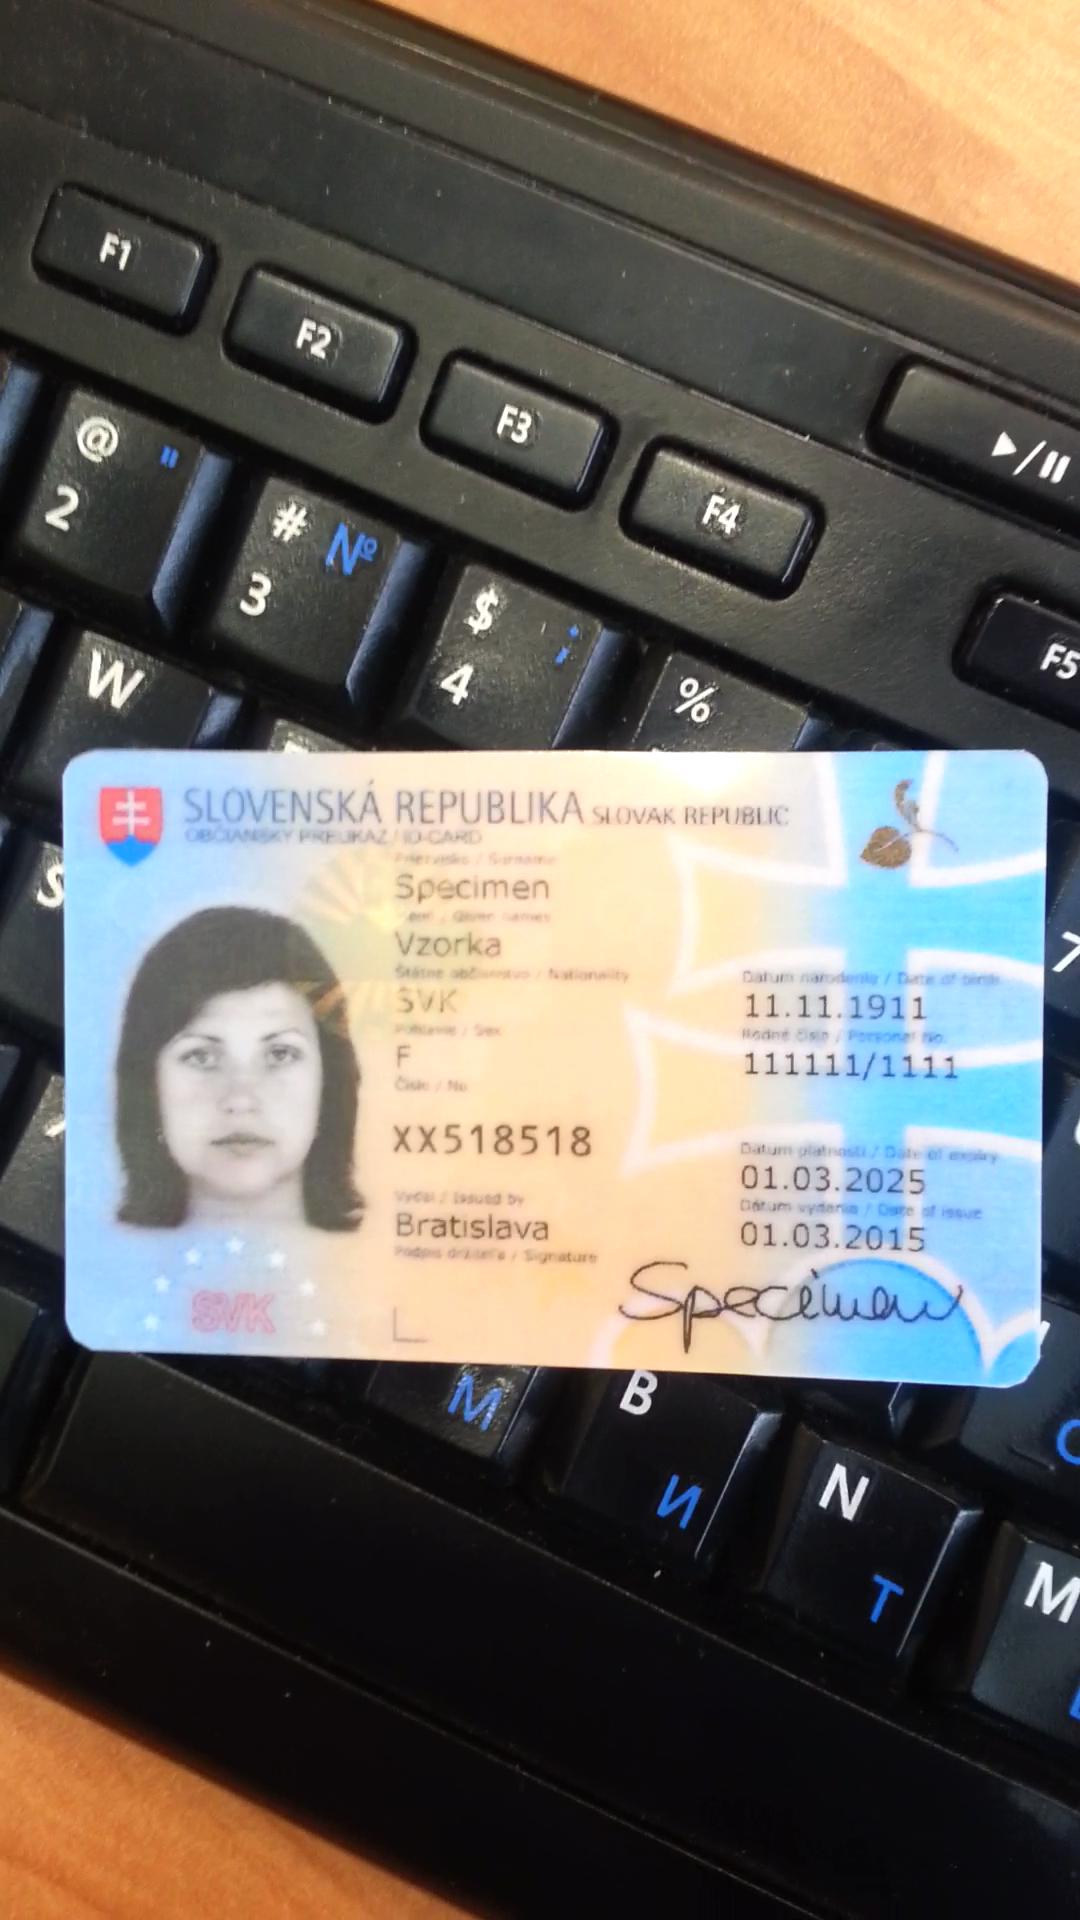 F1
F2
F3
F4
▶/II
F5
@ "
2
# №
3
$ ;
4
%
W
S
7
SLOVENSKÁ REPUBLIKA SLOVAK REPUBLIC
OBČIANSKY PREUKAZ / ID-CARD
Priezvisko / Surname
Specimen
Meno / Given names
Vzorka
Štátne občianstvo / Nationality
SVK
Pohlavie / Sex
F
Číslo / No.
XX518518
Vydal / Issued by
Bratislava
Podpis držiteľa / Signature
Dátum narodenia / Date of birth
11.11.1911
Rodné číslo / Personal No.
111111/1111
Dátum platnosti / Date of expiry
01.03.2025
Dátum vydania / Date of issue
01.03.2015
Specimen
SVK
М
B
И
N
Т
M